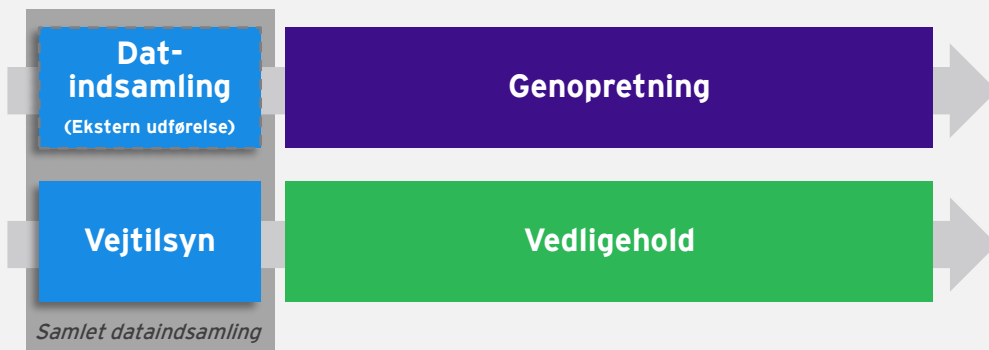 Dat-
indsamling
(Ekstern udførelse)
Genopretning
Vejtilsyn
Vedligehold
Samlet dataindsamling